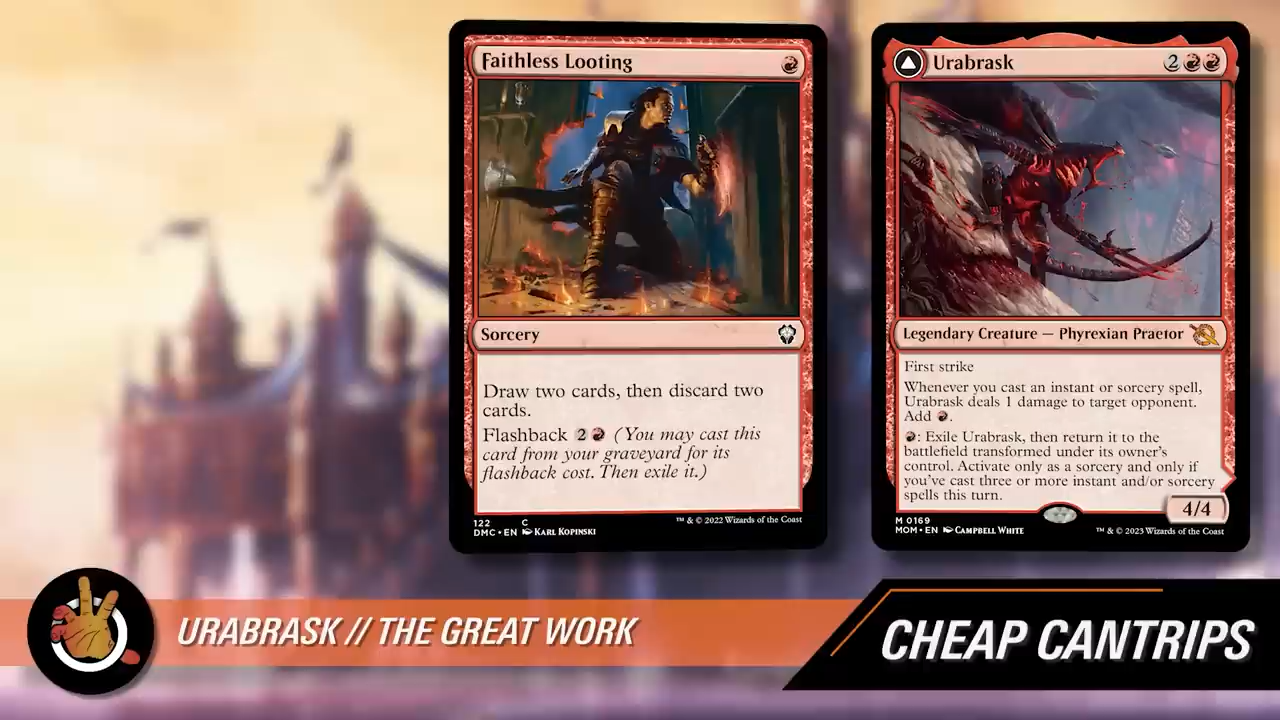 Faithless Looting
Sorcery
Draw two cards, then discard two
cards.
Flashback 2 (You may cast this
card from your graveyard for its
flashback cost. Then exile it.)
122 C
DMC • EN KARL KOPINSKI
™ & © 2022 Wizards of the Coast
Urabrask
2
Legendary Creature — Phyrexian Praetor
First strike
Whenever you cast an instant or sorcery spell,
Urabrask deals 1 damage to target opponent.
Add .
: Exile Urabrask, then return it to the
battlefield transformed under its owner's
control. Activate only as a sorcery and only if
you've cast three or more instant and/or sorcery
spells this turn.
4/4
M 0169
MOM • EN CAMPBELL WHITE
™ & © 2023 Wizards of the Coast
URABRASK // THE GREAT WORK
CHEAP CANTRIPS